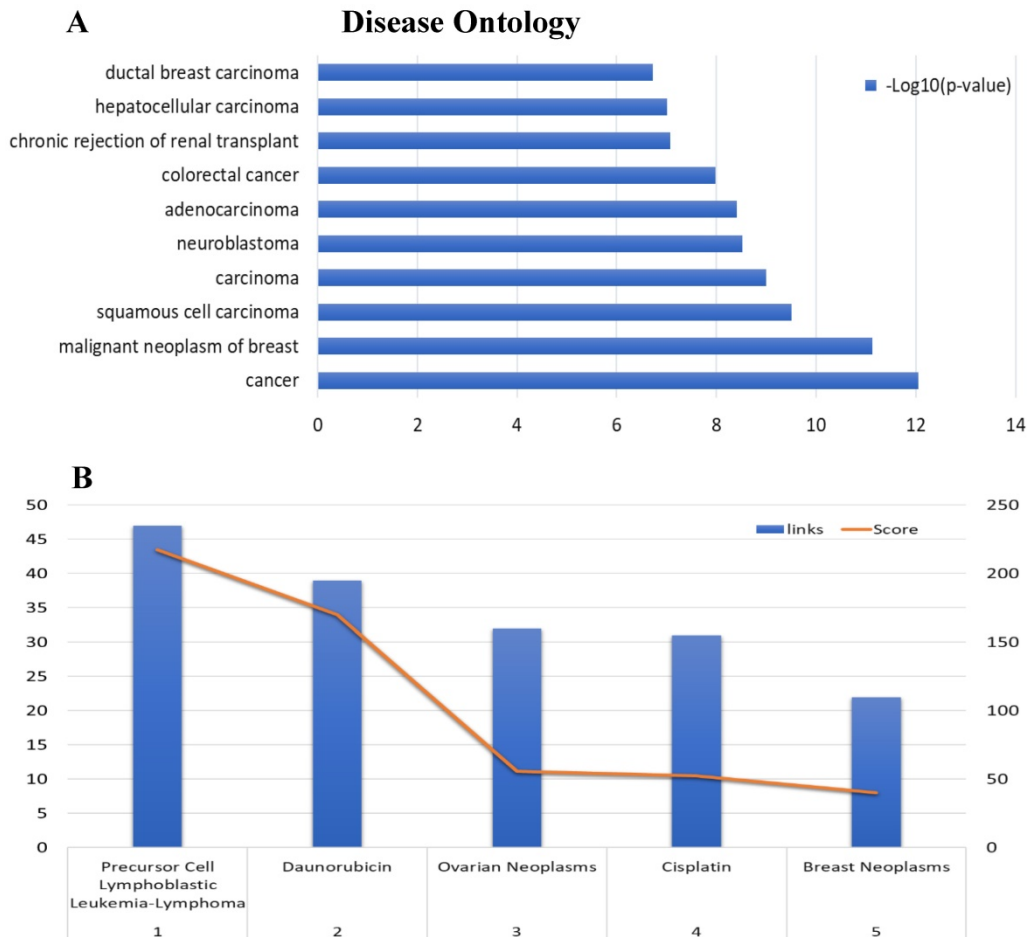 A
Disease Ontology
ductal breast carcinoma
hepatocellular carcinoma
chronic rejection of renal transplant
colorectal cancer
adenocarcinoma
neuroblastoma
carcinoma
squamous cell carcinoma
malignant neoplasm of breast
cancer
-Log10(p-value)
0 2 4 6 8 10 12 14
B
50
45
40
35
30
25
20
15
10
5
0
links Score
250
200
150
100
50
0
Precursor Cell
Lymphoblastic
Leukemia-Lymphoma
Daunorubicin
Ovarian Neoplasms
Cisplatin
Breast Neoplasms
1 2 3 4 5